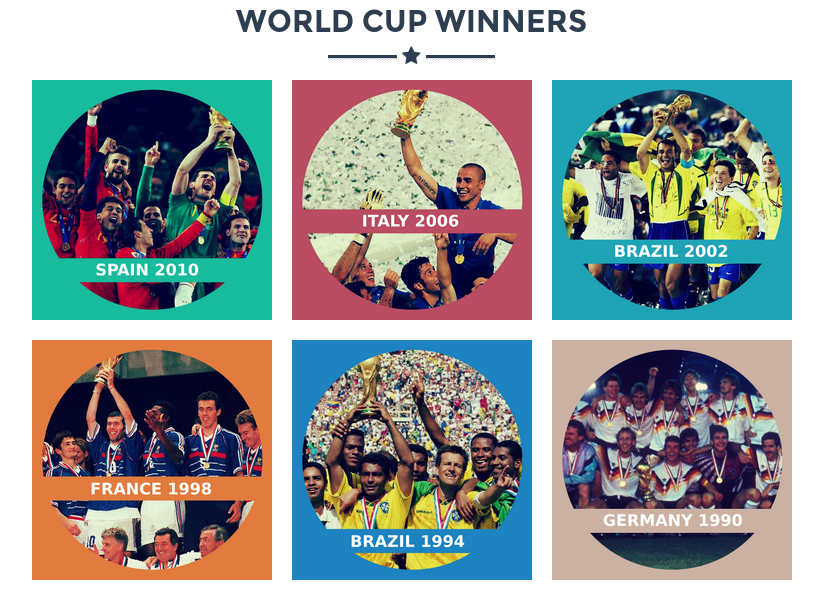 WORLD CUP WINNERS
SPAIN 2010
ITALY 2006
BRAZIL 2002
FRANCE 1998
BRAZIL 1994
GERMANY 1990